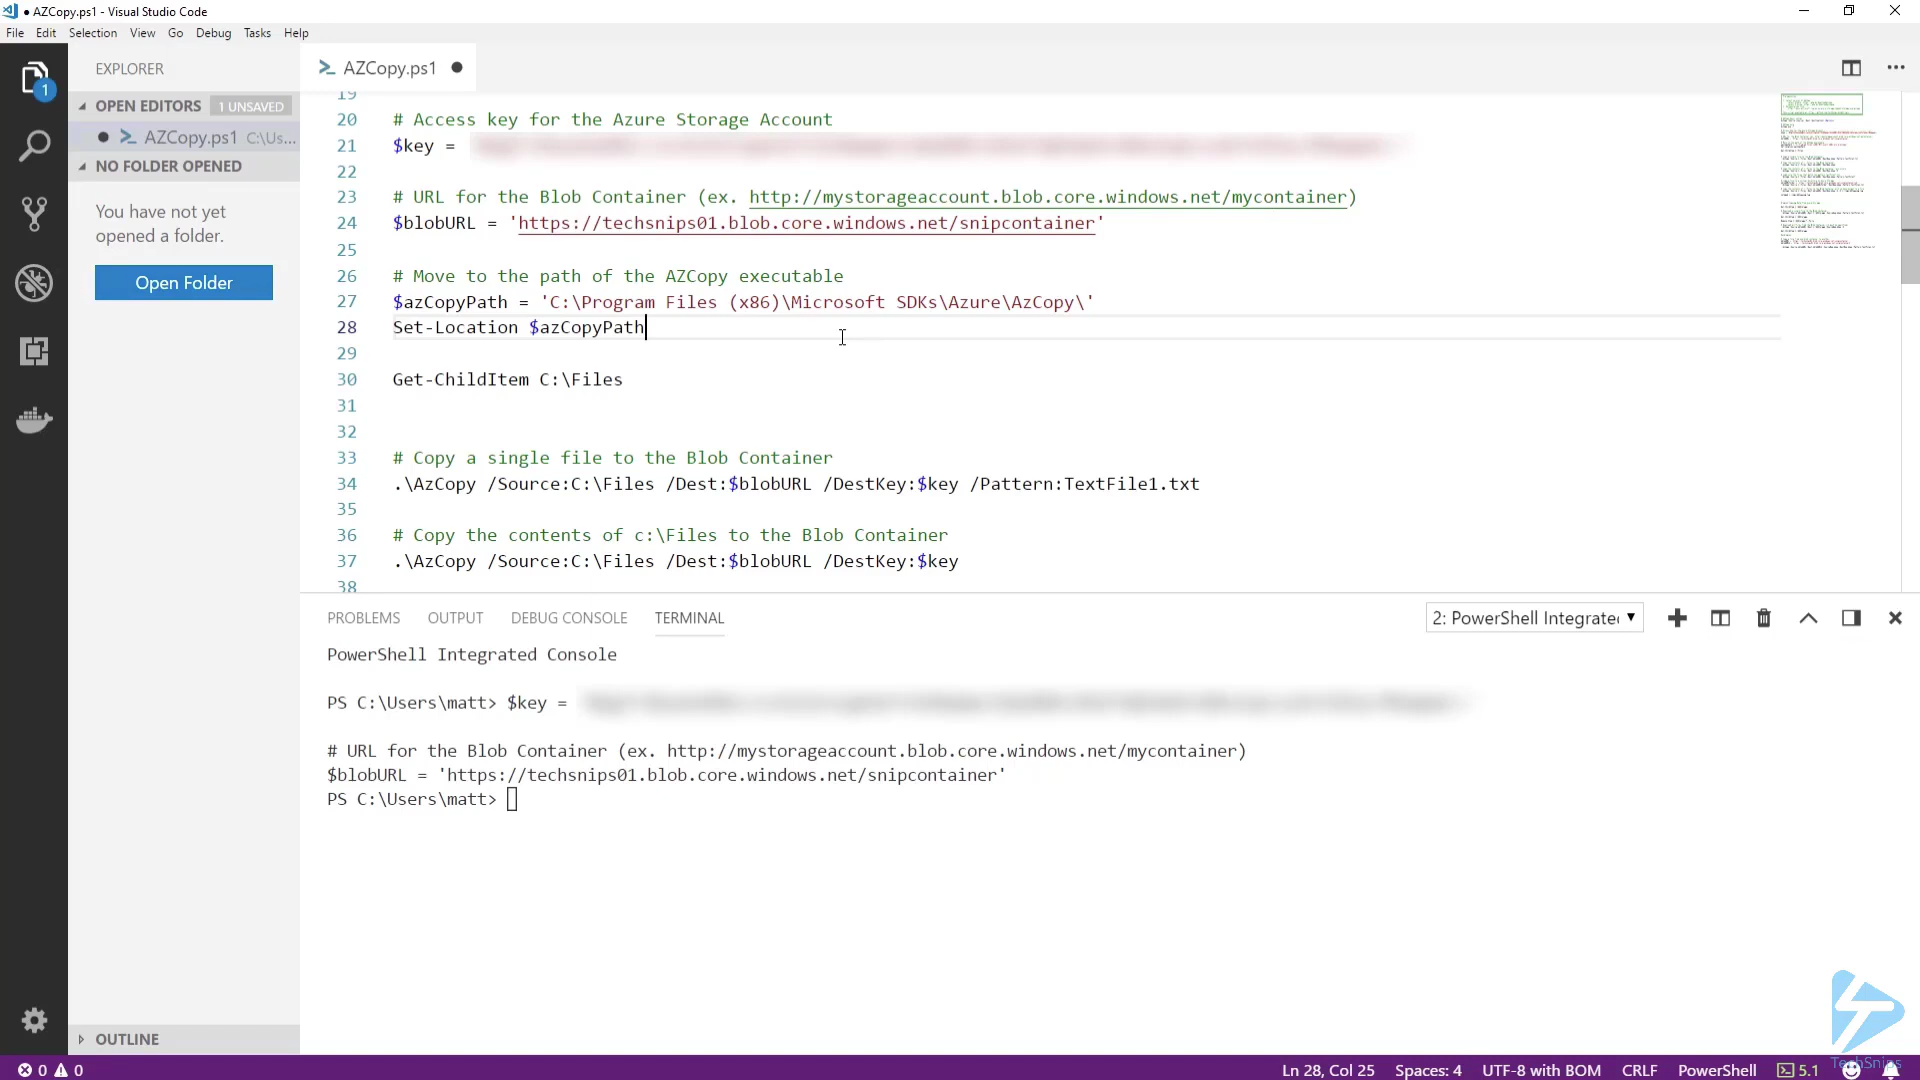 ● AZCopy.ps1 - Visual Studio Code
File Edit Selection View Go Debug Tasks Help
EXPLORER
1
OPEN EDITORS 1 UNSAVED
● AZCopy.ps1 C:\Us...
NO FOLDER OPENED
You have not yet
opened a folder.
Open Folder
OUTLINE
AZCopy.ps1 ●
19
20 # Access key for the Azure Storage Account
21 $key =
22
23 # URL for the Blob Container (ex. http://mystorageaccount.blob.core.windows.net/mycontainer)
24 $blobURL = 'https://techsnips01.blob.core.windows.net/snipcontainer'
25
26 # Move to the path of the AZCopy executable
27 $azCopyPath = 'C:\Program Files (x86)\Microsoft SDKs\Azure\AzCopy\'
28 Set-Location $azCopyPath
29
30 Get-ChildItem C:\Files
31
32
33 # Copy a single file to the Blob Container
34 .\AzCopy /Source:C:\Files /Dest:$blobURL /DestKey:$key /Pattern:TextFile1.txt
35
36 # Copy the contents of c:\Files to the Blob Container
37 .\AzCopy /Source:C:\Files /Dest:$blobURL /DestKey:$key
38
PROBLEMS OUTPUT DEBUG CONSOLE TERMINAL
2: PowerShell Integrate
PowerShell Integrated Console
PS C:\Users\matt> $key =
# URL for the Blob Container (ex. http://mystorageaccount.blob.core.windows.net/mycontainer)
$blobURL = 'https://techsnips01.blob.core.windows.net/snipcontainer'
PS C:\Users\matt>
TechSnips
0 0
Ln 28, Col 25 Spaces: 4 UTF-8 with BOM CRLF PowerShell 5.1